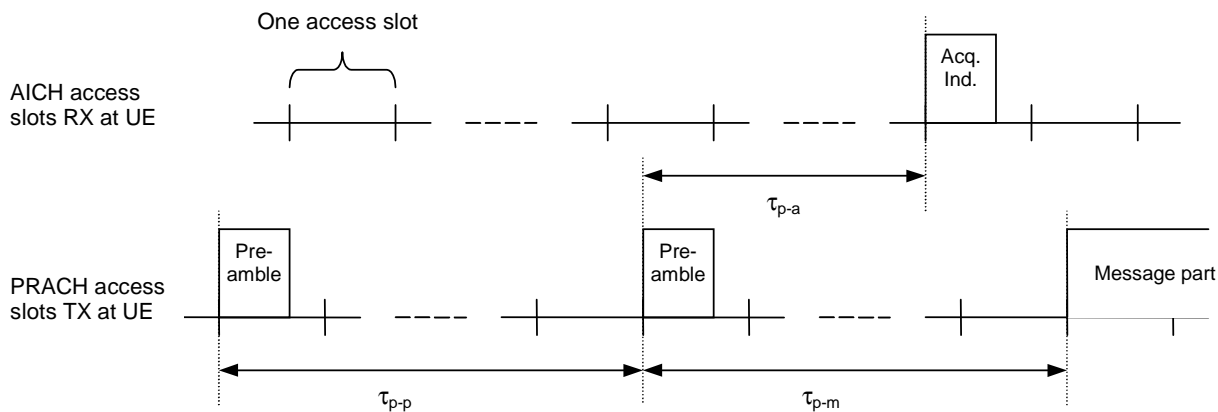 One access slot
AICH access
slots RX at UE
Acq.
Ind.
τp-a
PRACH access
slots TX at UE
Pre-
amble
Pre-
amble
Message part
τp-p
τp-m